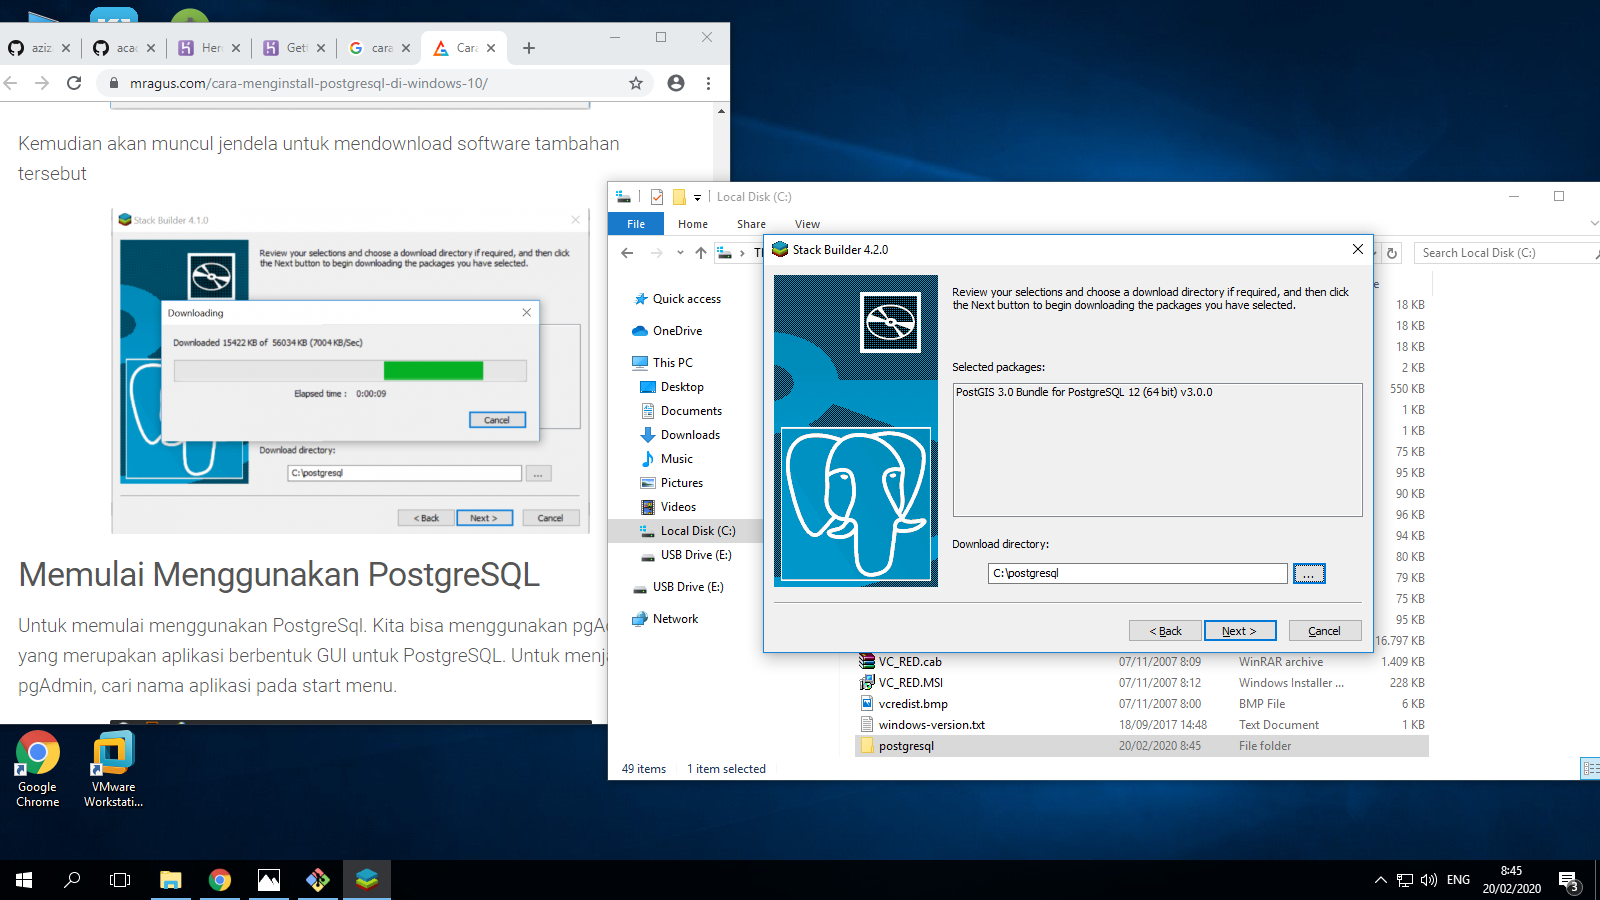 aziz
acac
Her
Get
cara
Cara
mragus.com/cara-menginstall-postgresql-di-windows-10/
Kemudian akan muncul jendela untuk mendownload software tambahan
tersebut
Stack Builder 4.1.0
Review your selections and choose a download directory if required, and then click
the Next button to begin downloading the packages you have selected.
Downloading
Downloaded 15422 KB of 56034 KB (7004 KB/Sec)
Elapsed time : 0:00:09
Cancel
Download directory:
C:\postgresql
...
< Back
Next >
Cancel
Memulai Menggunakan PostgreSQL
Untuk memulai menggunakan PostgreSql. Kita bisa menggunakan pgAd
yang merupakan aplikasi berbentuk GUI untuk PostgreSQL. Untuk menja
pgAdmin, cari nama aplikasi pada start menu.
Local Disk (C:)
File
Home
Share
View
Search Local Disk (C:)
Quick access
OneDrive
This PC
Desktop
Documents
Downloads
Music
Pictures
Videos
Local Disk (C:)
USB Drive (E:)
USB Drive (E:)
Network
Stack Builder 4.2.0
Review your selections and choose a download directory if required, and then click
the Next button to begin downloading the packages you have selected.
Selected packages:
PostGIS 3.0 Bundle for PostgreSQL 12 (64 bit) v3.0.0
Download directory:
C:\postgresql
...
< Back
Next >
Cancel
18 KB
18 KB
18 KB
2 KB
550 KB
1 KB
1 KB
75 KB
95 KB
90 KB
96 KB
94 KB
80 KB
79 KB
75 KB
95 KB
16.797 KB
VC_RED.cab 07/11/2007 8:09 WinRAR archive 1.409 KB
VC_RED.MSI 07/11/2007 8:12 Windows Installer ... 228 KB
vcredist.bmp 07/11/2007 8:00 BMP File 6 KB
windows-version.txt 18/09/2017 14:48 Text Document 1 KB
postgresql 20/02/2020 8:45 File folder
49 items 1 item selected
Google
Chrome
VMware
Workstati...
ENG
8:45
20/02/2020
3